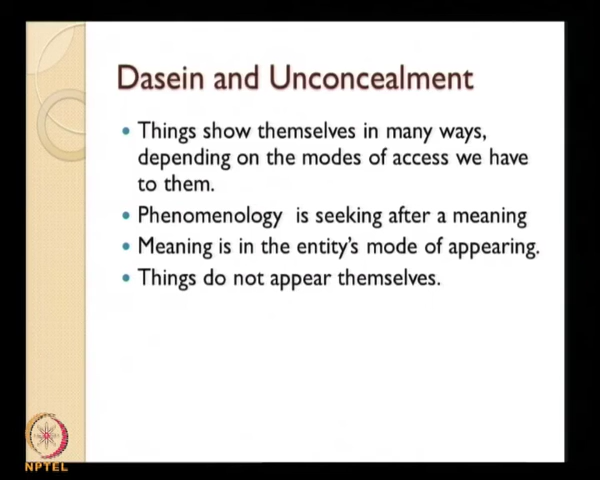 Dasein and Unconcealment
• Things show themselves in many ways,
depending on the modes of access we have
to them.
• Phenomenology is seeking after a meaning
• Meaning is in the entity's mode of appearing.
• Things do not appear themselves.
NPTEL